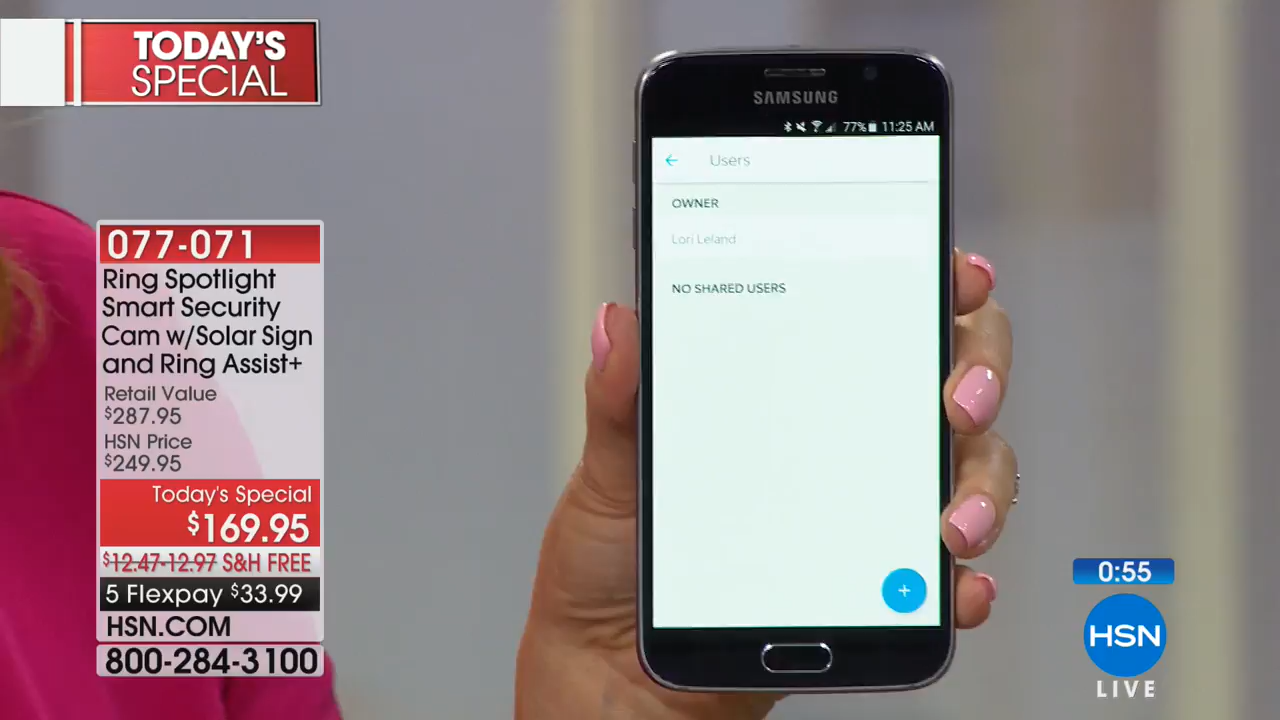 TODAY'S
SPECIAL
077-071
Ring Spotlight
Smart Security
Cam w/Solar Sign
and Ring Assist+
Retail Value
$287.95
HSN Price
$249.95
Today's Special
$169.95
$12.47-12.97 S&H FREE
5 Flexpay $33.99
HSN.COM
800-284-3100
SAMSUNG
77% 11:25 AM
Users
OWNER
Lori Leland
NO SHARED USERS
+
0:55
HSN
LIVE